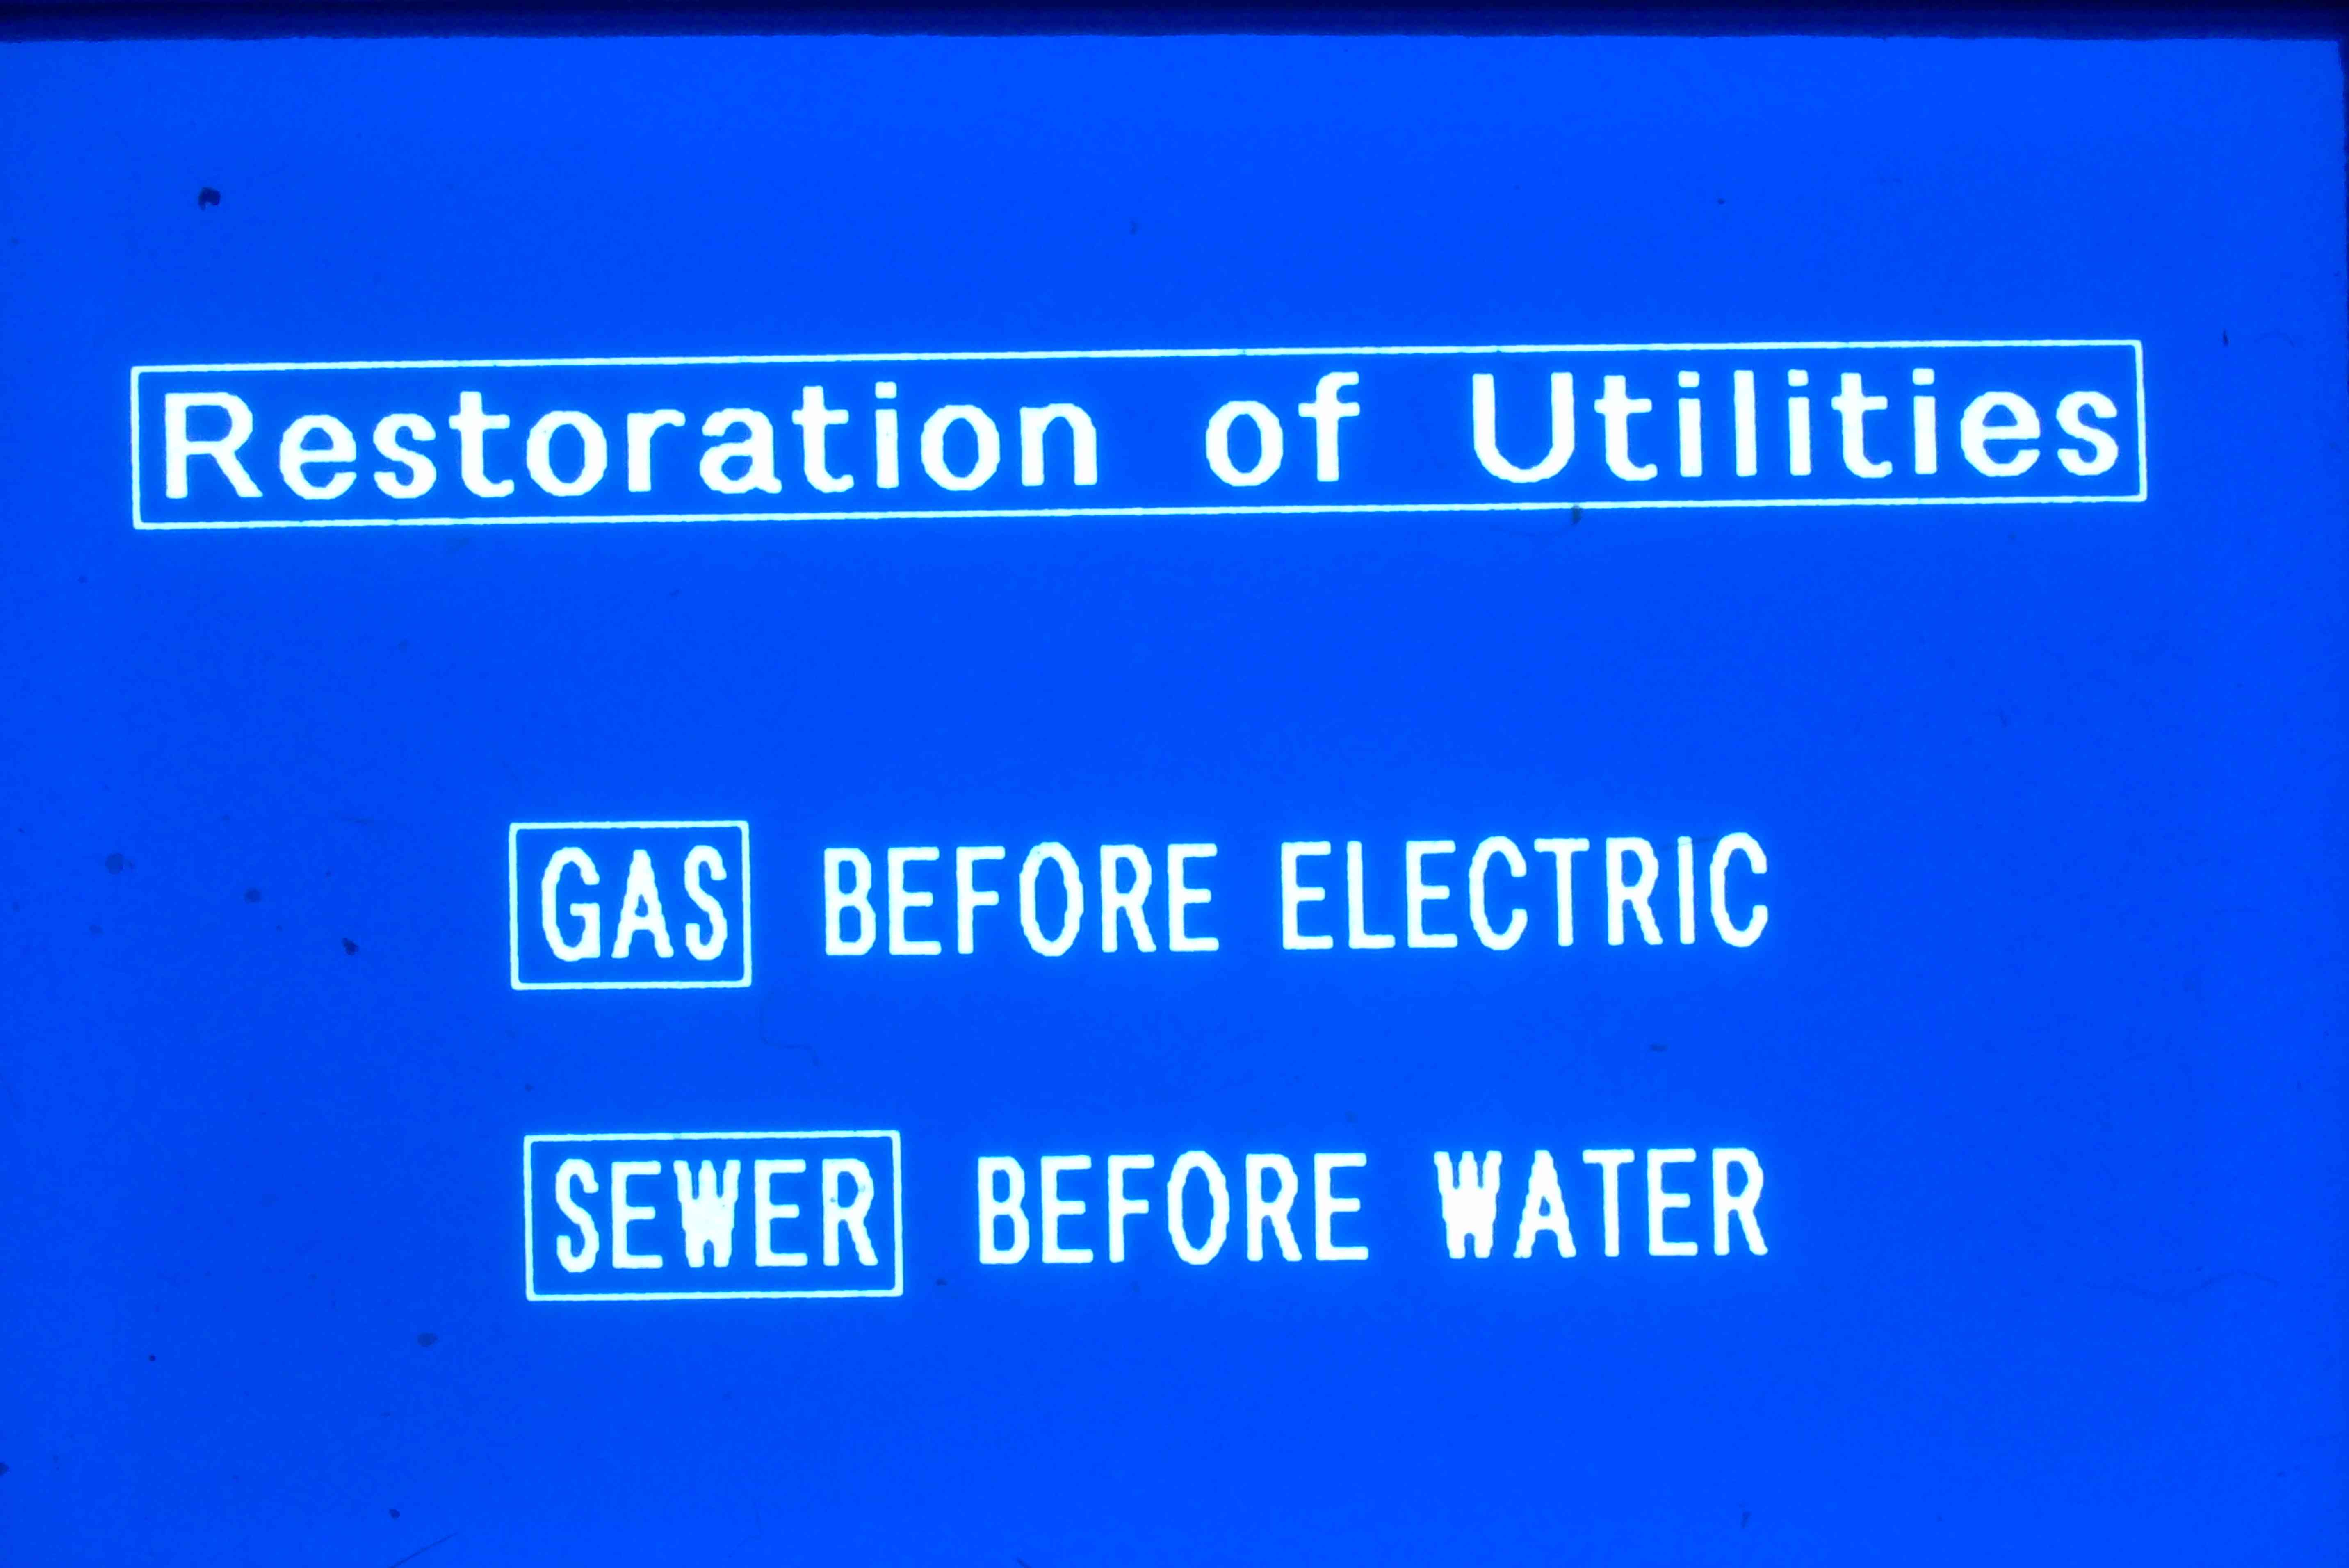 Restoration of Utilities
GAS BEFORE ELECTRIC
SEWER BEFORE WATER